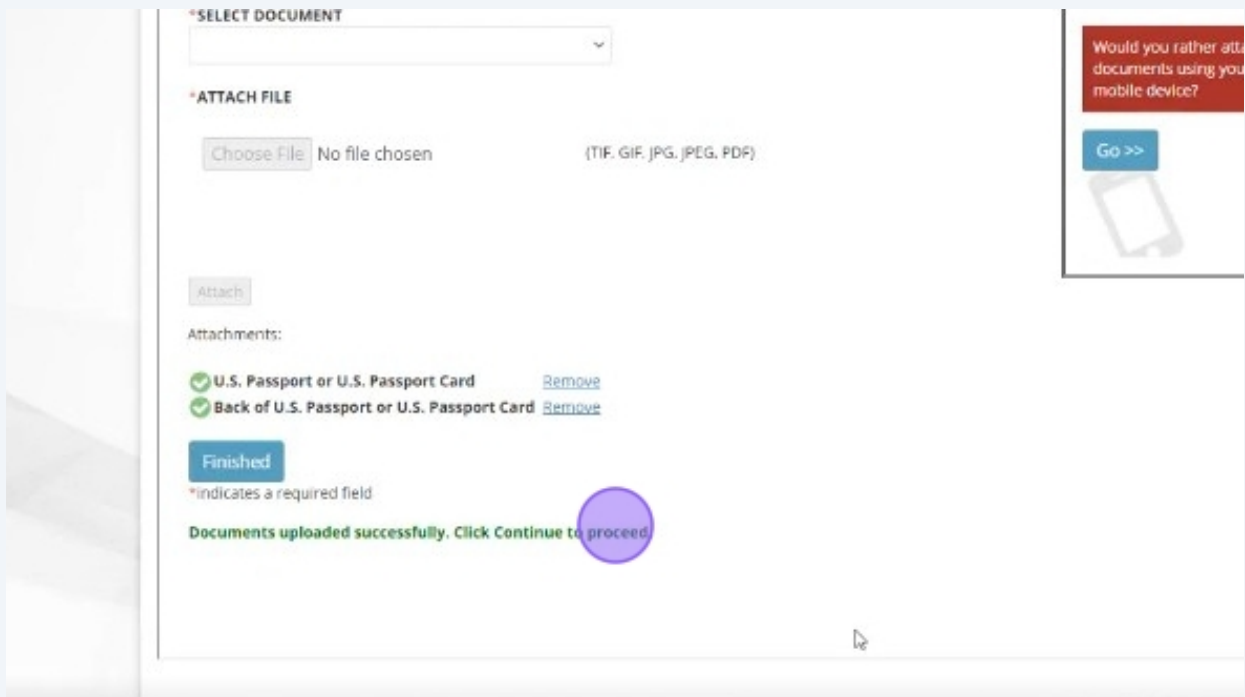 *SELECT DOCUMENT
*ATTACH FILE
Choose File No file chosen (TIF, GIF, JPG, JPEG, PDF)
Attach
Attachments:
U.S. Passport or U.S. Passport Card Remove
Back of U.S. Passport or U.S. Passport Card Remove
Finished
*indicates a required field
Documents uploaded successfully. Click Continue to proceed.
Would you rather atta
documents using you
mobile device?
Go >>